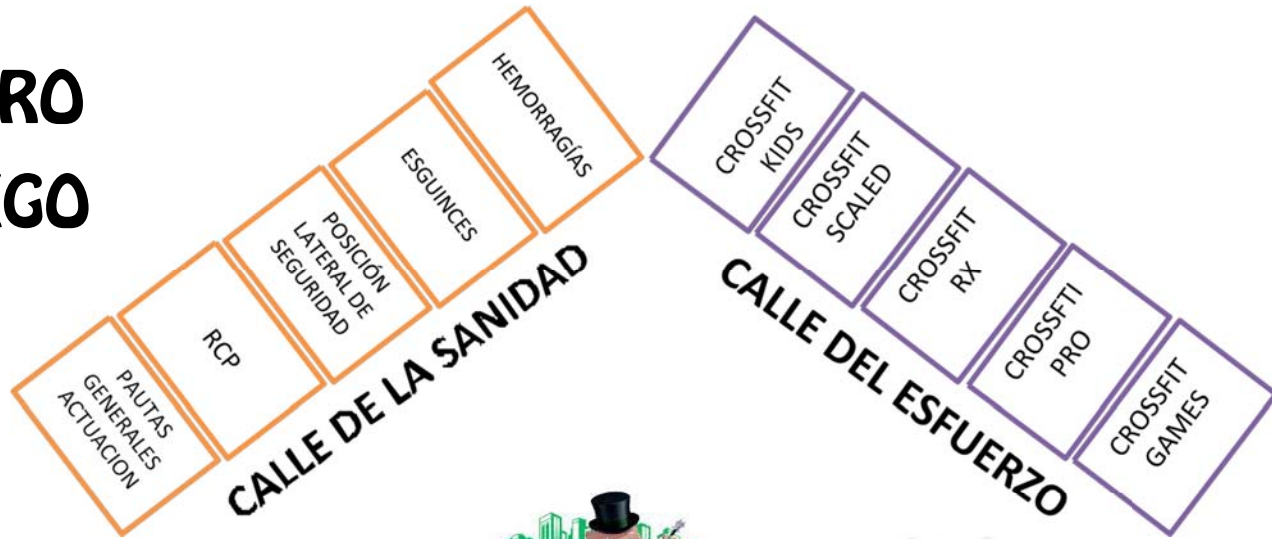 RO
GO
HEMORRAGÍAS
ESGUINCES
POSICIÓN
LATERAL DE
SEGURIDAD
RCP
PAUTAS
GENERALES
ACTUACION
CALLE DE LA SANIDAD
CROSSFIT
KIDS
CROSSFIT
SCALED
CROSSFIT
RX
CROSSFTI
PRO
CROSSFIT
GAMES
CALLE DEL ESFUERZO